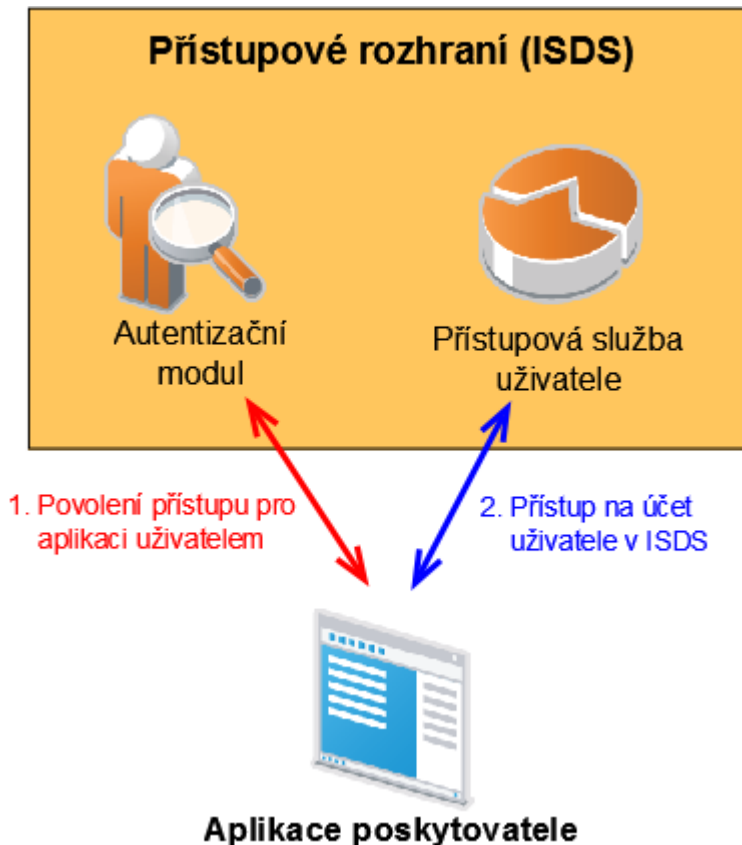 Přístupové rozhraní (ISDS)
Autentizační
modul
Přístupová služba
uživatele
1. Povolení přístupu pro
aplikaci uživatelem
2. Přístup na účet
uživatele v ISDS
Aplikace poskytovatele